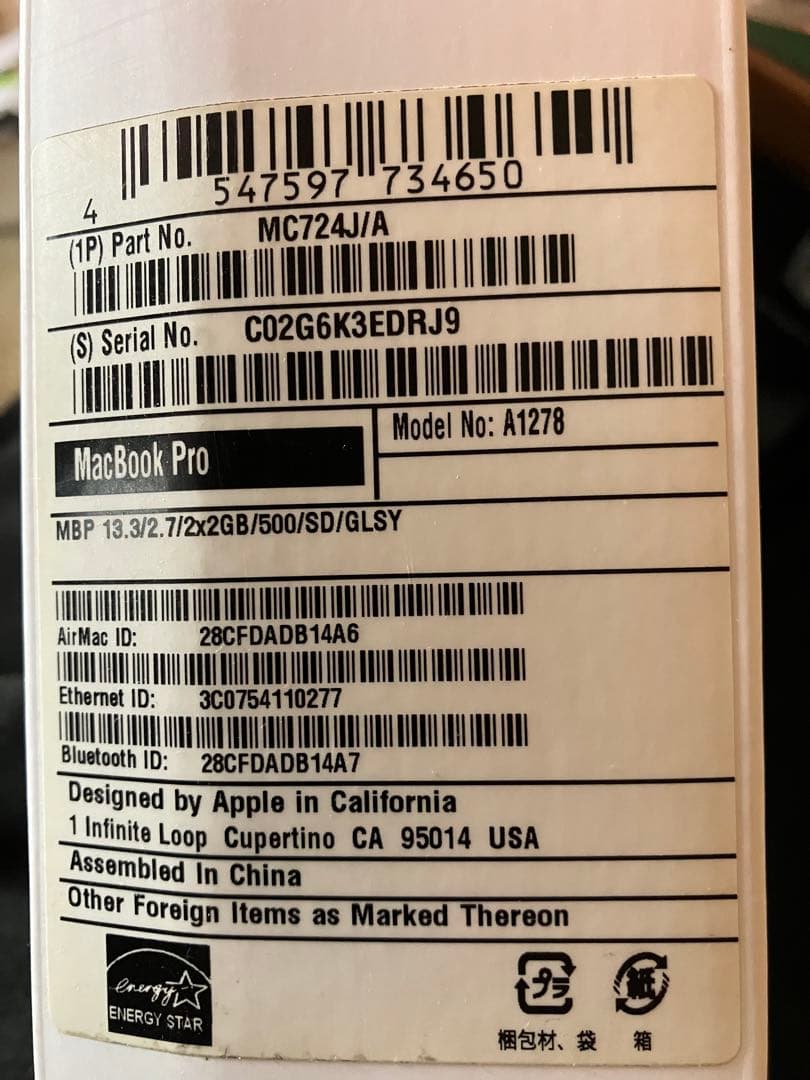 4 547597 734650
(1P) Part No. MC724J/A
(S) Serial No. C02G6K3EDRJ9
MacBook Pro
Model No: A1278
MBP 13.3/2.7/2x2GB/500/SD/GLSY
AirMac ID: 28CFDADB14A6
Ethernet ID: 3C0754110277
Bluetooth ID: 28CFDADB14A7
Designed by Apple in California
1 Infinite Loop Cupertino CA 95014 USA
Assembled In China
Other Foreign Items as Marked Thereon
energy
ENERGY STAR
プラ
紙
梱包材、袋
箱